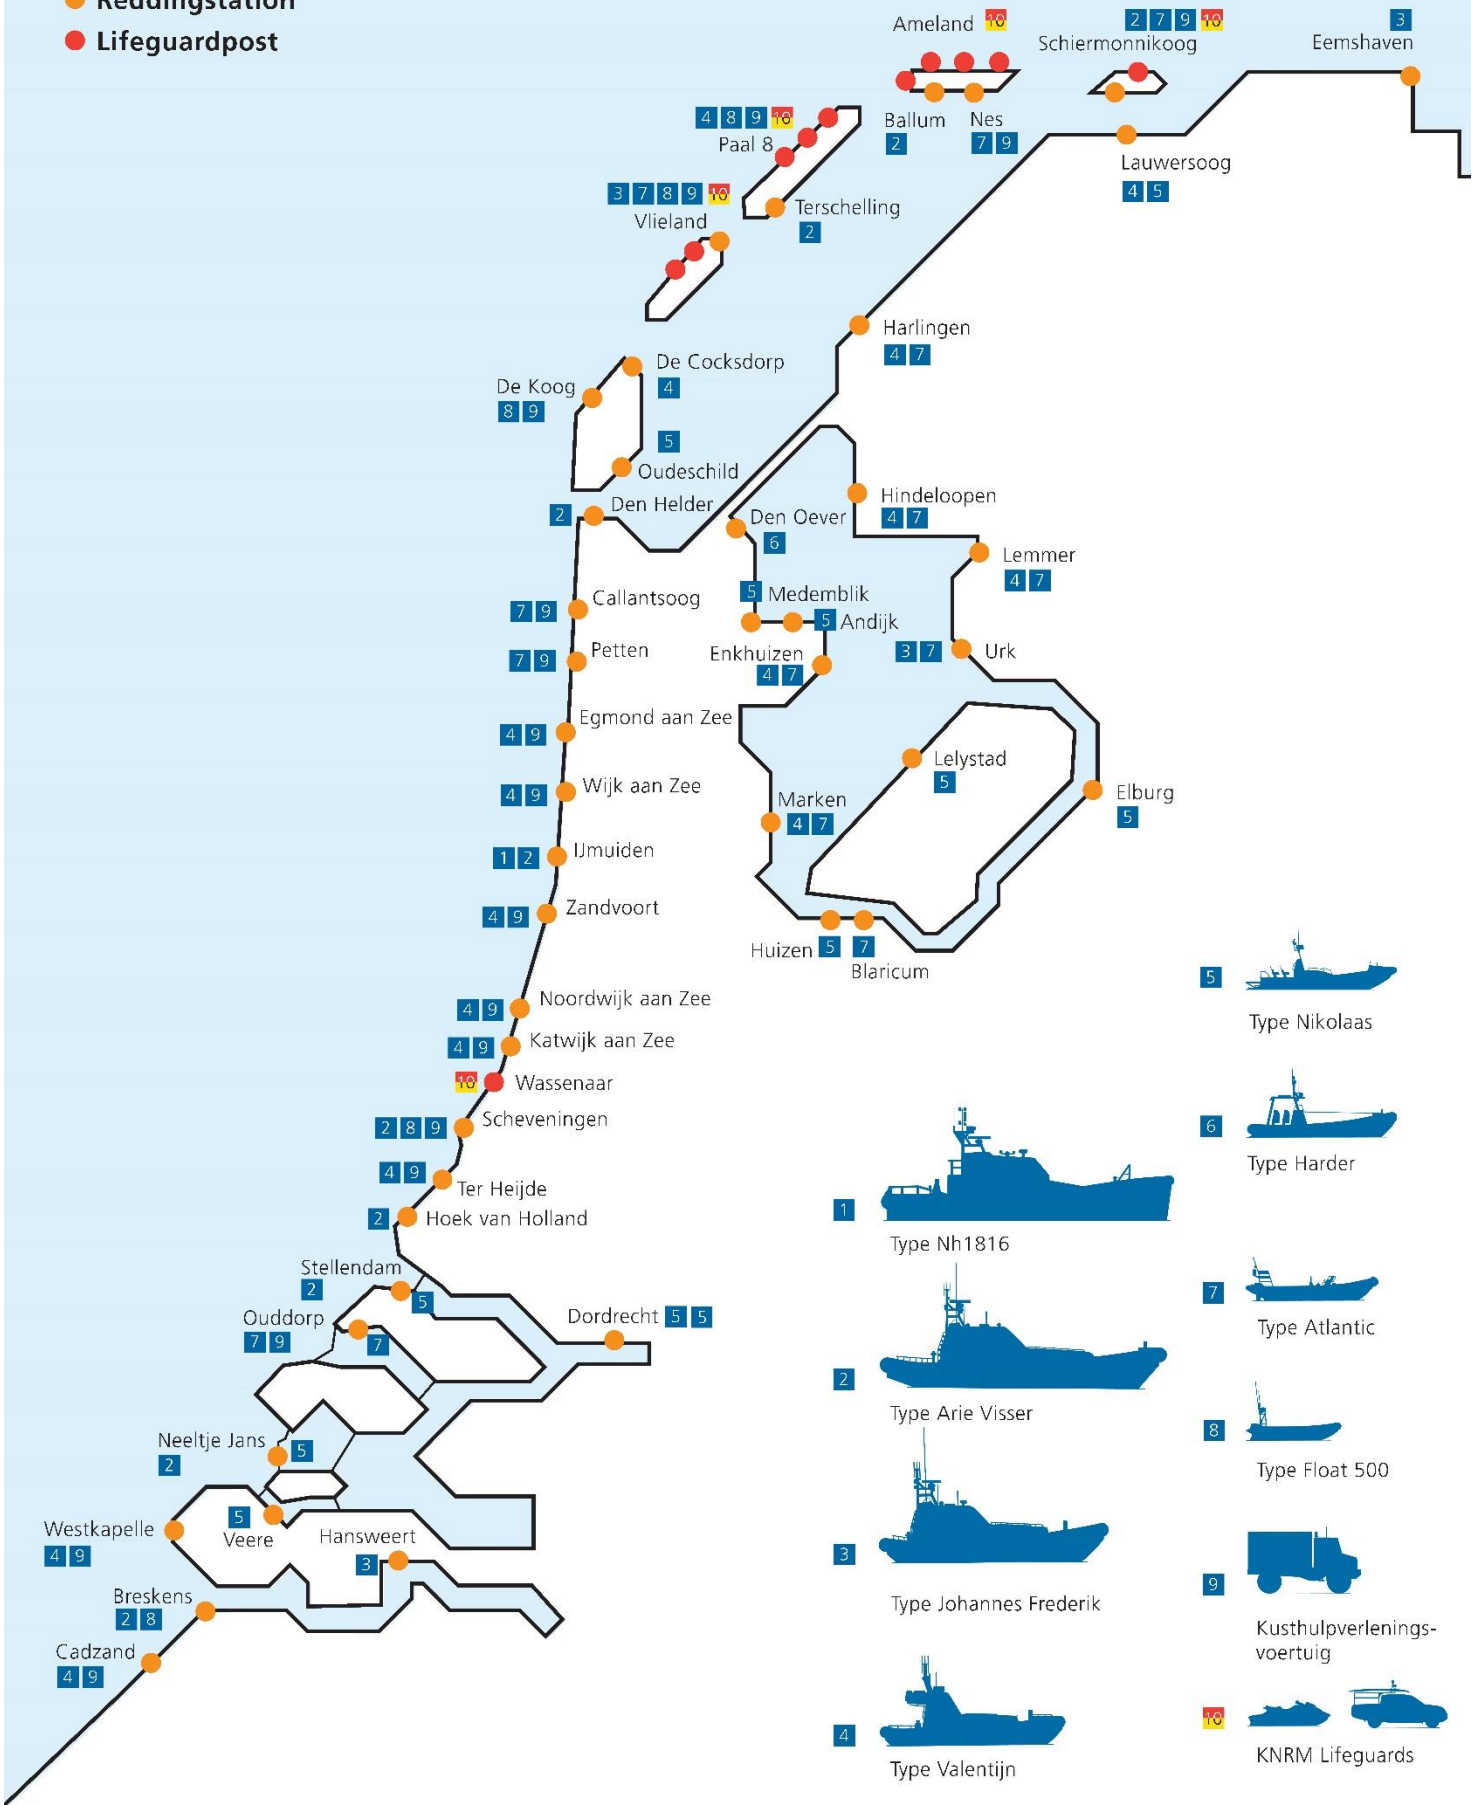 Reddingstation
Lifeguardpost
Ameland 10
2 7 9 10
Schiermonnikoog
3
Eemshaven
4 8 9 10
Paal 8
Ballum
2
Nes
7 9
Lauwersoog
4 5
3 7 8 9 10
Vlieland
Terschelling
2
Harlingen
4 7
De Cocksdorp
4
De Koog
8 9
5
Oudeschild
2
Den Helder
Den Oever
6
Hindeloopen
4 7
Lemmer
4 7
7 9
Callantsoog
5 Medemblik
5 Andijk
7 9
Petten
Enkhuizen
4 7
3 7
Urk
4 9
Egmond aan Zee
Lelystad
5
4 9
Wijk aan Zee
Marken
4 7
Elburg
5
1 2
IJmuiden
4 9
Zandvoort
Huizen 5
7
Blaricum
4 9
Noordwijk aan Zee
4 9
Katwijk aan Zee
10
Wassenaar
2 8 9
Scheveningen
4 9
Ter Heijde
2
Hoek van Holland
Stellendam
2
5
Ouddorp
7 9
7
Dordrecht 5 5
Neeltje Jans
2
5
Westkapelle
4 9
5
Veere
Hansweert
3
Breskens
2 8
Cadzand
4 9
1
Type Nh1816
2
Type Arie Visser
3
Type Johannes Frederik
4
Type Valentijn
5
Type Nikolaas
6
Type Harder
7
Type Atlantic
8
Type Float 500
9
Kusthulpverlenings-
voertuig
10
KNRM Lifeguards